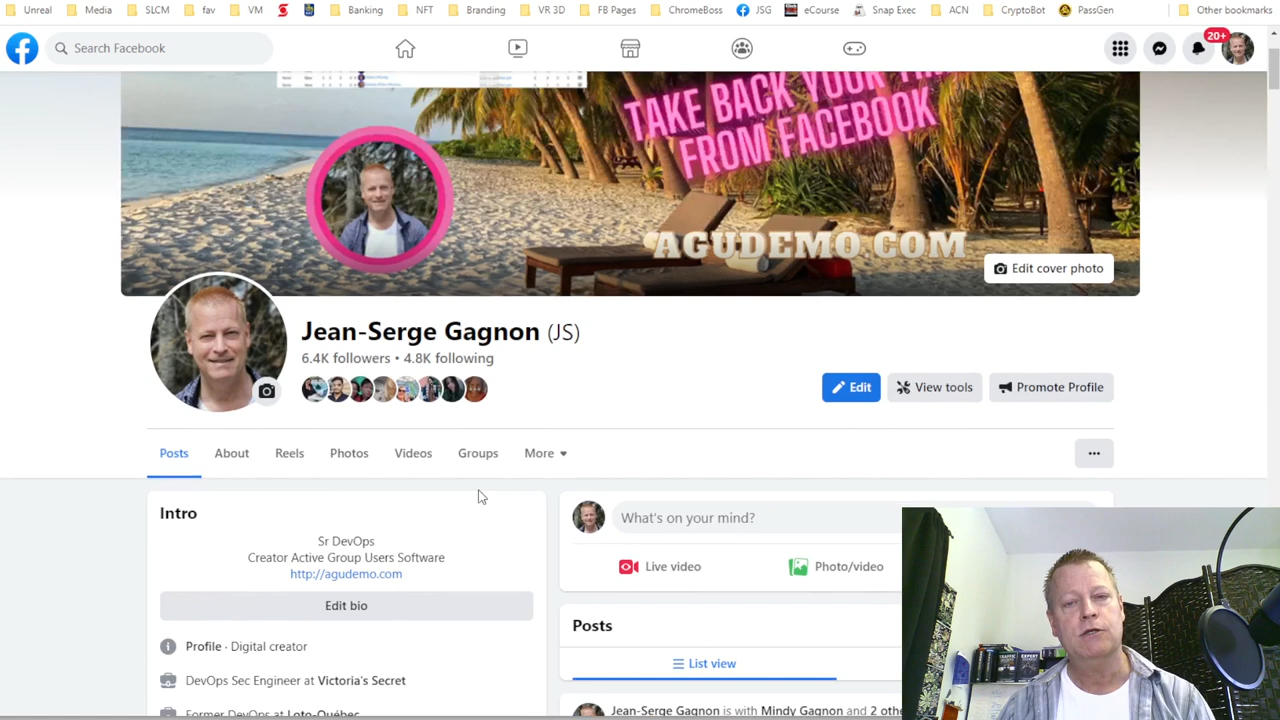 Unreal Media SLCM fav VM Banking NFT Branding VR 3D FB Pages ChromeBoss JSG eCourse Snap Exec ACN CryptoBot PassGen Other bookmarks
Search Facebook
20+
TAKE BACK YOUR
FROM FACEBOOK
AGUDEMO.COM
Edit cover photo
Jean-Serge Gagnon (JS)
6.4K followers • 4.8K following
Edit View tools Promote Profile
Posts About Reels Photos Videos Groups More
Intro
What's on your mind?
Sr DevOps
Creator Active Group Users Software
http://agudemo.com
Live video Photo/video
Edit bio
Posts
Profile · Digital creator
List view
DevOps Sec Engineer at Victoria's Secret
Former DevOps at Loto-Québec
Jean-Serge Gagnon is with Mindy Gagnon and 2 othe